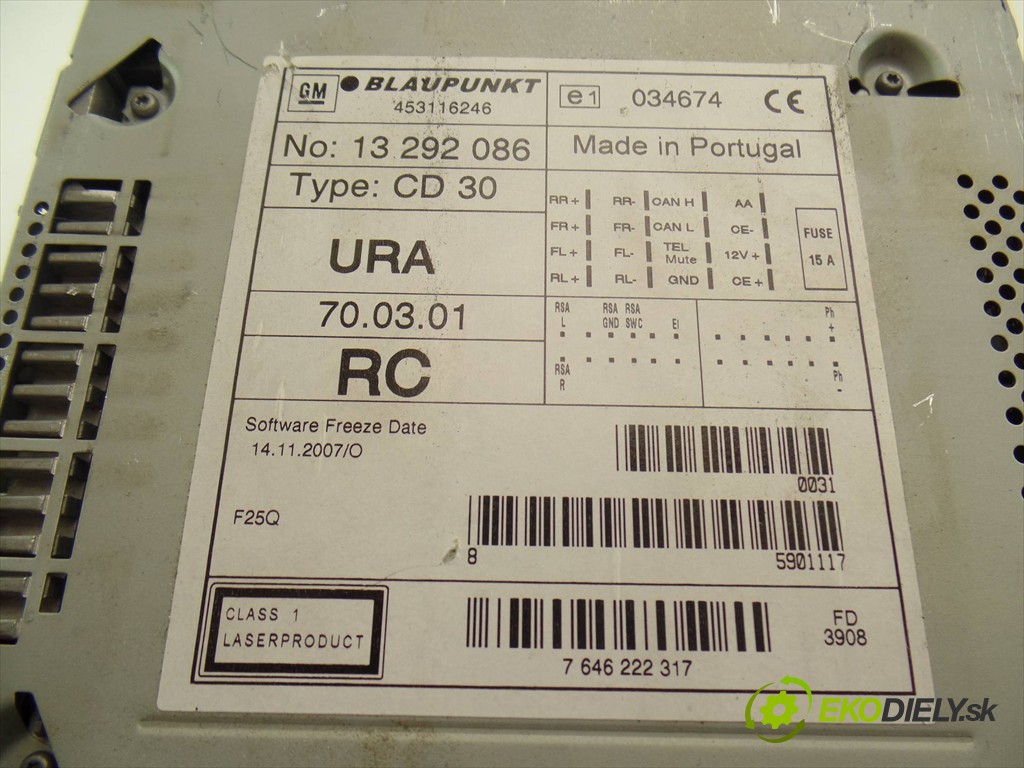 GM BLAUPUNKT
453116246
e1 034674 CE
No: 13 292 086
Made in Portugal
Type: CD 30
URA
70.03.01
RC
RR+ RR- CAN H AA
FR+ FR- CAN L CE-
FL+ FL- TEL Mute 12V+
RL+ RL- GND CE+
FUSE
15 A
RSA L RSA GND RSA SWC EI Ph +
RSA R Ph -
Software Freeze Date
14.11.2007/O
0031
F25Q
8 5901117
CLASS 1
LASERPRODUCT
7 646 222 317
FD
3908
EKODIELY.sk